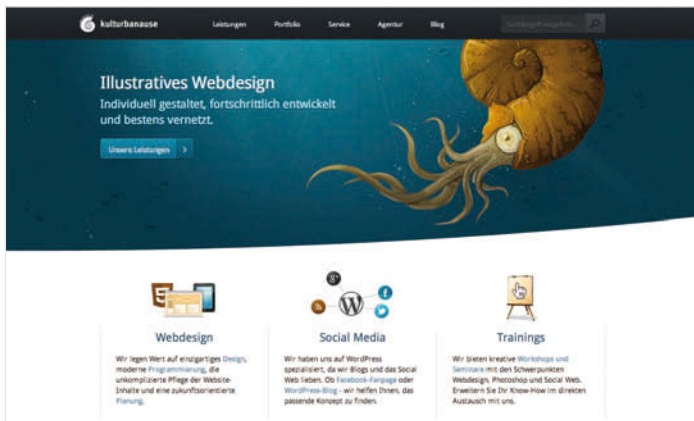 kulturbanause
Leistungen Portfolio Service Agentur Blog Suchbegriff eingeben...
Illustratives Webdesign
Individuell gestaltet, fortschrittlich entwickelt
und bestens vernetzt.
Unsere Leistungen
Webdesign
Wir legen Wert auf einzigartiges Design,
moderne Programmierung, die
unkomplizierte Pflege der Website-
Inhalte und eine zukunftsorientierte
Planung.
Social Media
Wir haben uns auf WordPress
spezialisiert, da wir Blogs und das Social
Web lieben. Ob Facebook-Fanpage oder
WordPress-Blog - wir helfen Ihnen, das
passende Konzept zu finden.
Trainings
Wir bieten kreative Workshops und
Seminare mit den Schwerpunkten
Webdesign, Photoshop und Social Web.
Erweitern Sie Ihr Know-How im direkten
Austausch mit uns.